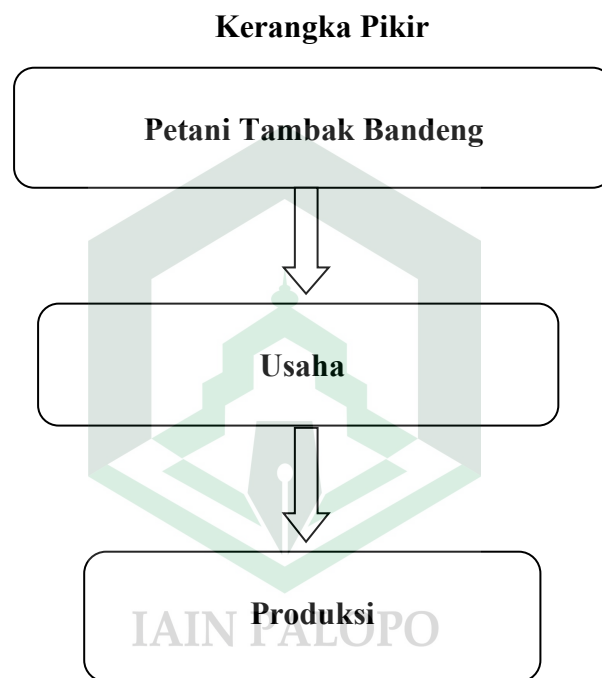 Kerangka Pikir
Petani Tambak Bandeng
Usaha
Produksi
IAIN PALOPO